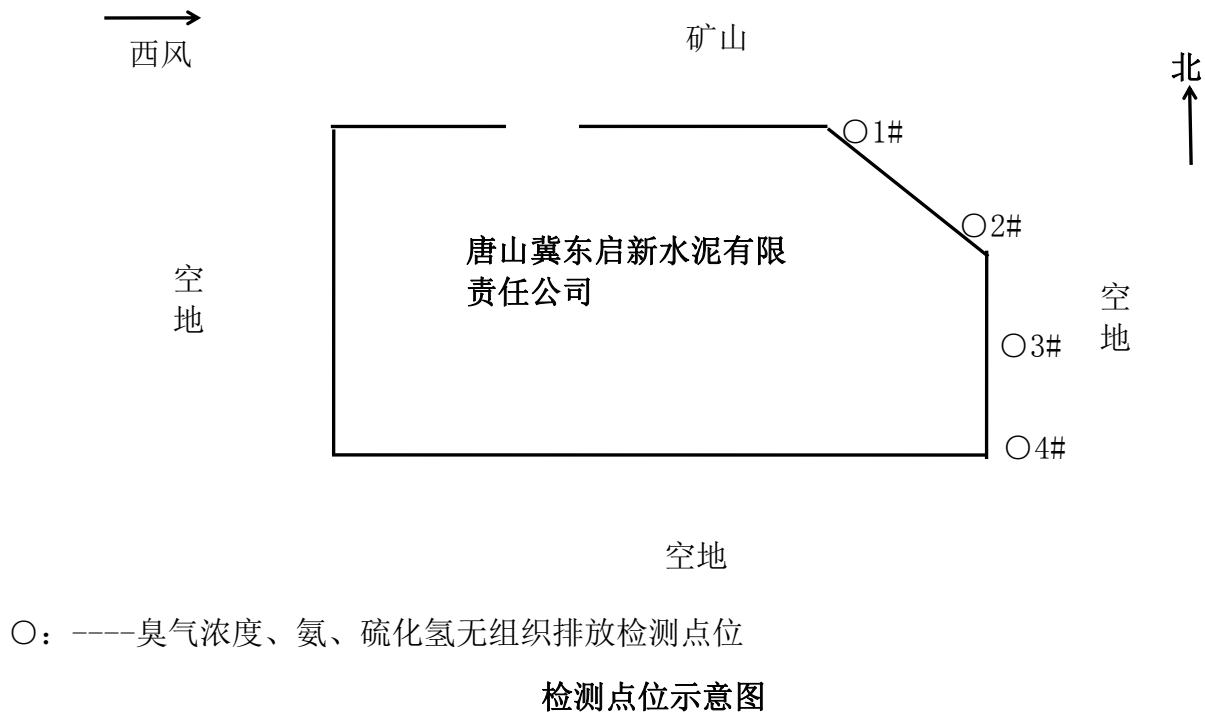 西风
矿山
北
○1#
○2#
唐山冀东启新水泥有限
责任公司
空地
空地
○3#
○4#
空地
○：----臭气浓度、氨、硫化氢无组织排放检测点位
检测点位示意图